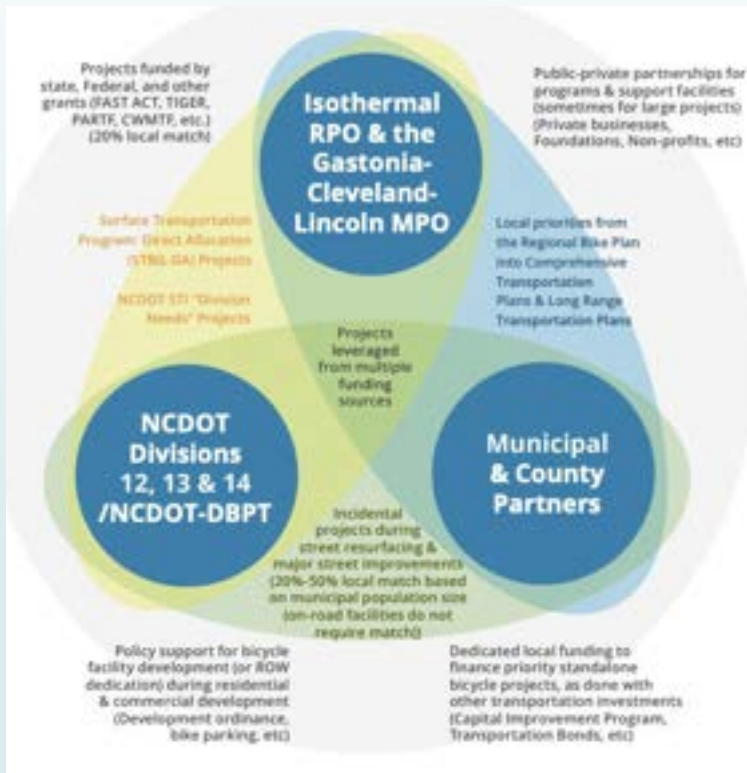 Projects funded by
state, Federal, and other
grants (FAST ACT, TIGER,
PARTF, CWMTF, etc.)
(20% local match)
Isothermal
RPO & the
Gastonia-
Cleveland-
Lincoln MPO
Public-private partnerships for
programs & support facilities
(sometimes for large projects)
(Private businesses,
Foundations, Non-profits, etc)
Surface Transportation
Program: Direct Allocation
Projects
NCDOT STI "Division
Needs" Projects
Local priorities from
the Regional Bike Plan
into Comprehensive
Transportation
Plans & Long Range
Transportation Plans
Projects
leveraged
from multiple
funding
sources
NCDOT
Divisions
12, 13 & 14
/NCDOT-DBPT
Municipal
& County
Partners
Incidental
projects during
street resurfacing &
major street improvements
(20%-50% local match based
on municipal population size
(on-road facilities do not
require match))
Policy support for bicycle
facility development (or ROW
dedication) during residential
& commercial development
(Development ordinance,
bike parking, etc)
Dedicated local funding to
finance priority standalone
bicycle projects, as done with
other transportation investments
(Capital Improvement Program,
Transportation Bonds, etc)